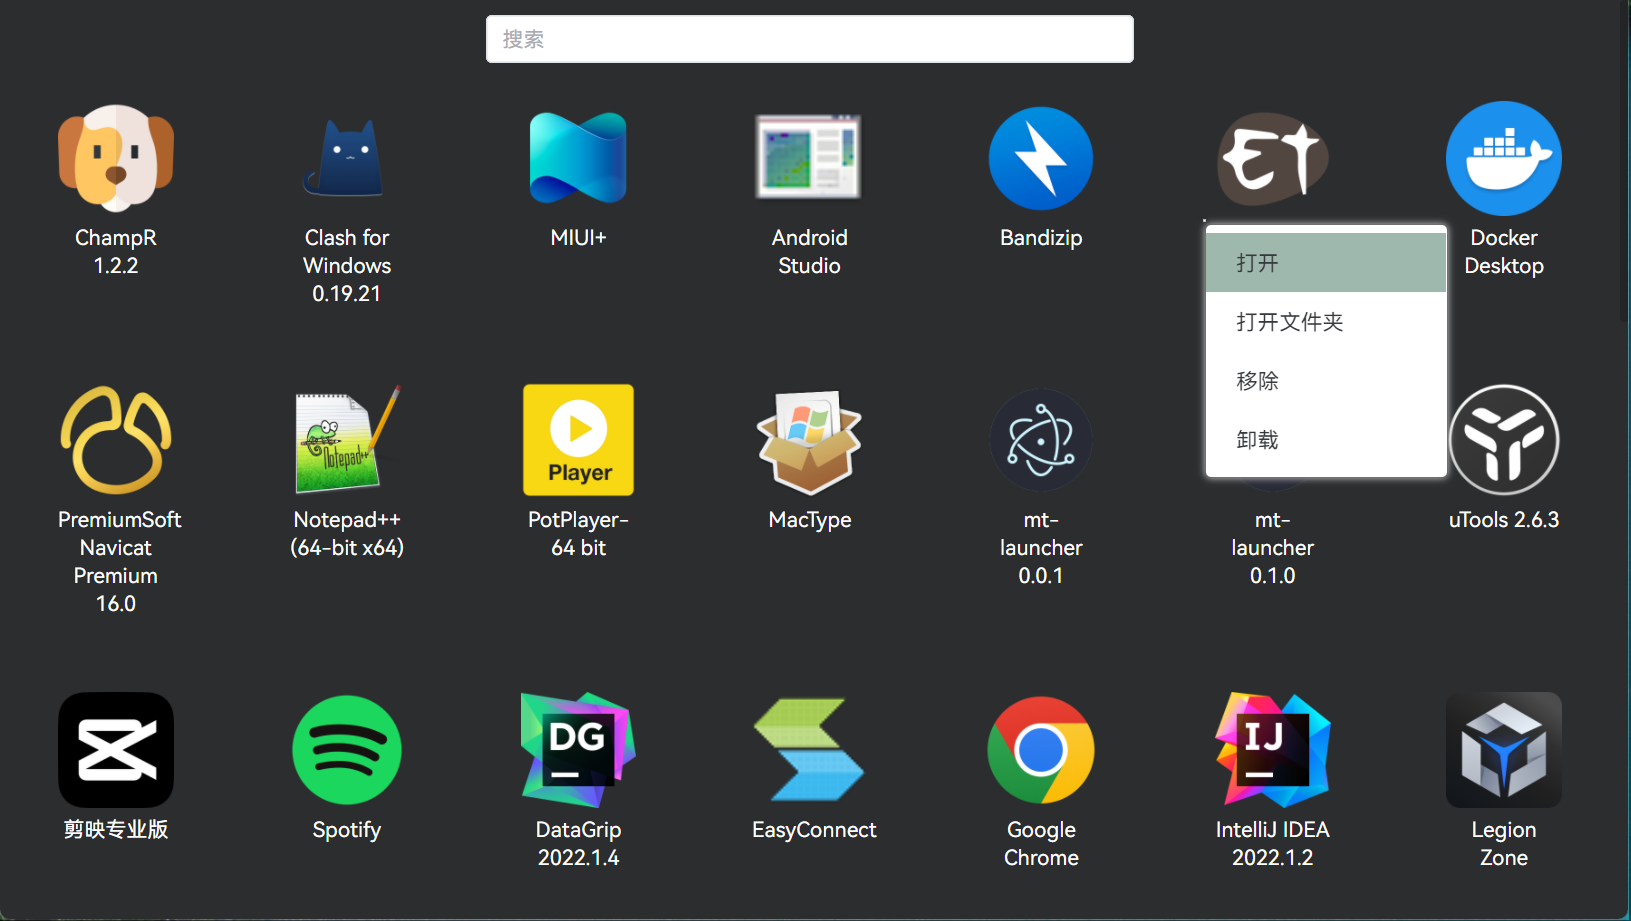 搜索
ChampR
1.2.2
Clash for
Windows
0.19.21
MIUI+
Android
Studio
Bandizip
ET
Docker
Desktop
打开
打开文件夹
移除
卸载
PremiumSoft
Navicat
Premium
16.0
Notepad++
Notepad++
(64-bit x64)
Player
PotPlayer-
64 bit
MacType
mt-
launcher
0.0.1
mt-
launcher
0.1.0
uTools 2.6.3
剪映专业版
Spotify
DG
DataGrip
2022.1.4
EasyConnect
Google
Chrome
IJ
IntelliJ IDEA
2022.1.2
Legion
Zone